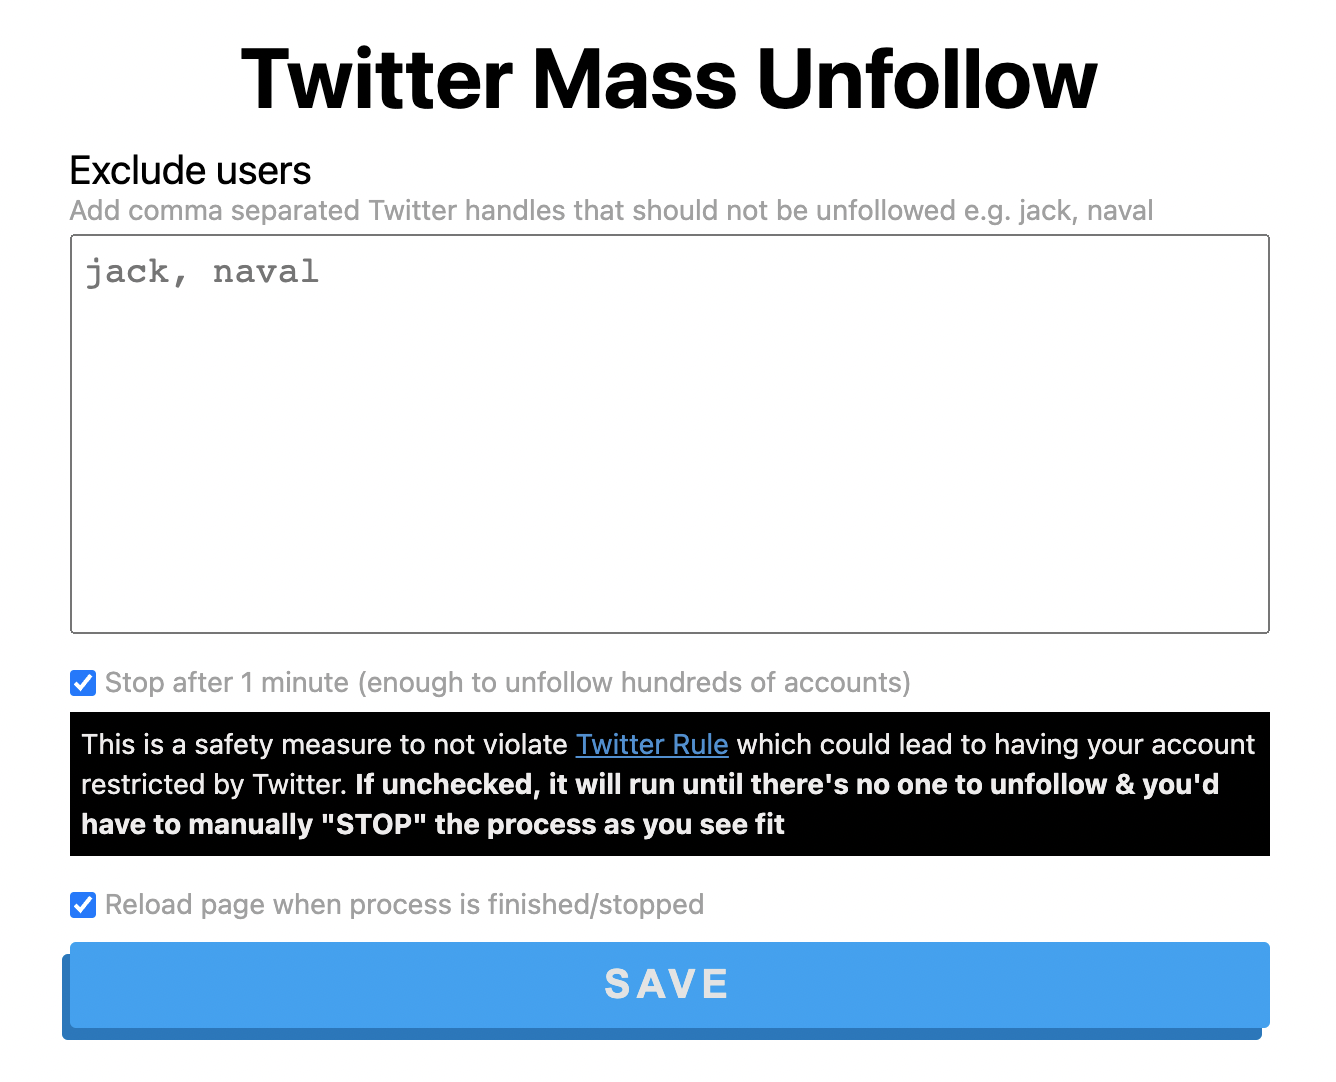 Twitter Mass Unfollow
Exclude users
Add comma separated Twitter handles that should not be unfollowed e.g. jack, naval
jack, naval
Stop after 1 minute (enough to unfollow hundreds of accounts)
This is a safety measure to not violate Twitter Rule which could lead to having your account
restricted by Twitter. If unchecked, it will run until there's no one to unfollow & you'd
have to manually "STOP" the process as you see fit
Reload page when process is finished/stopped
SAVE